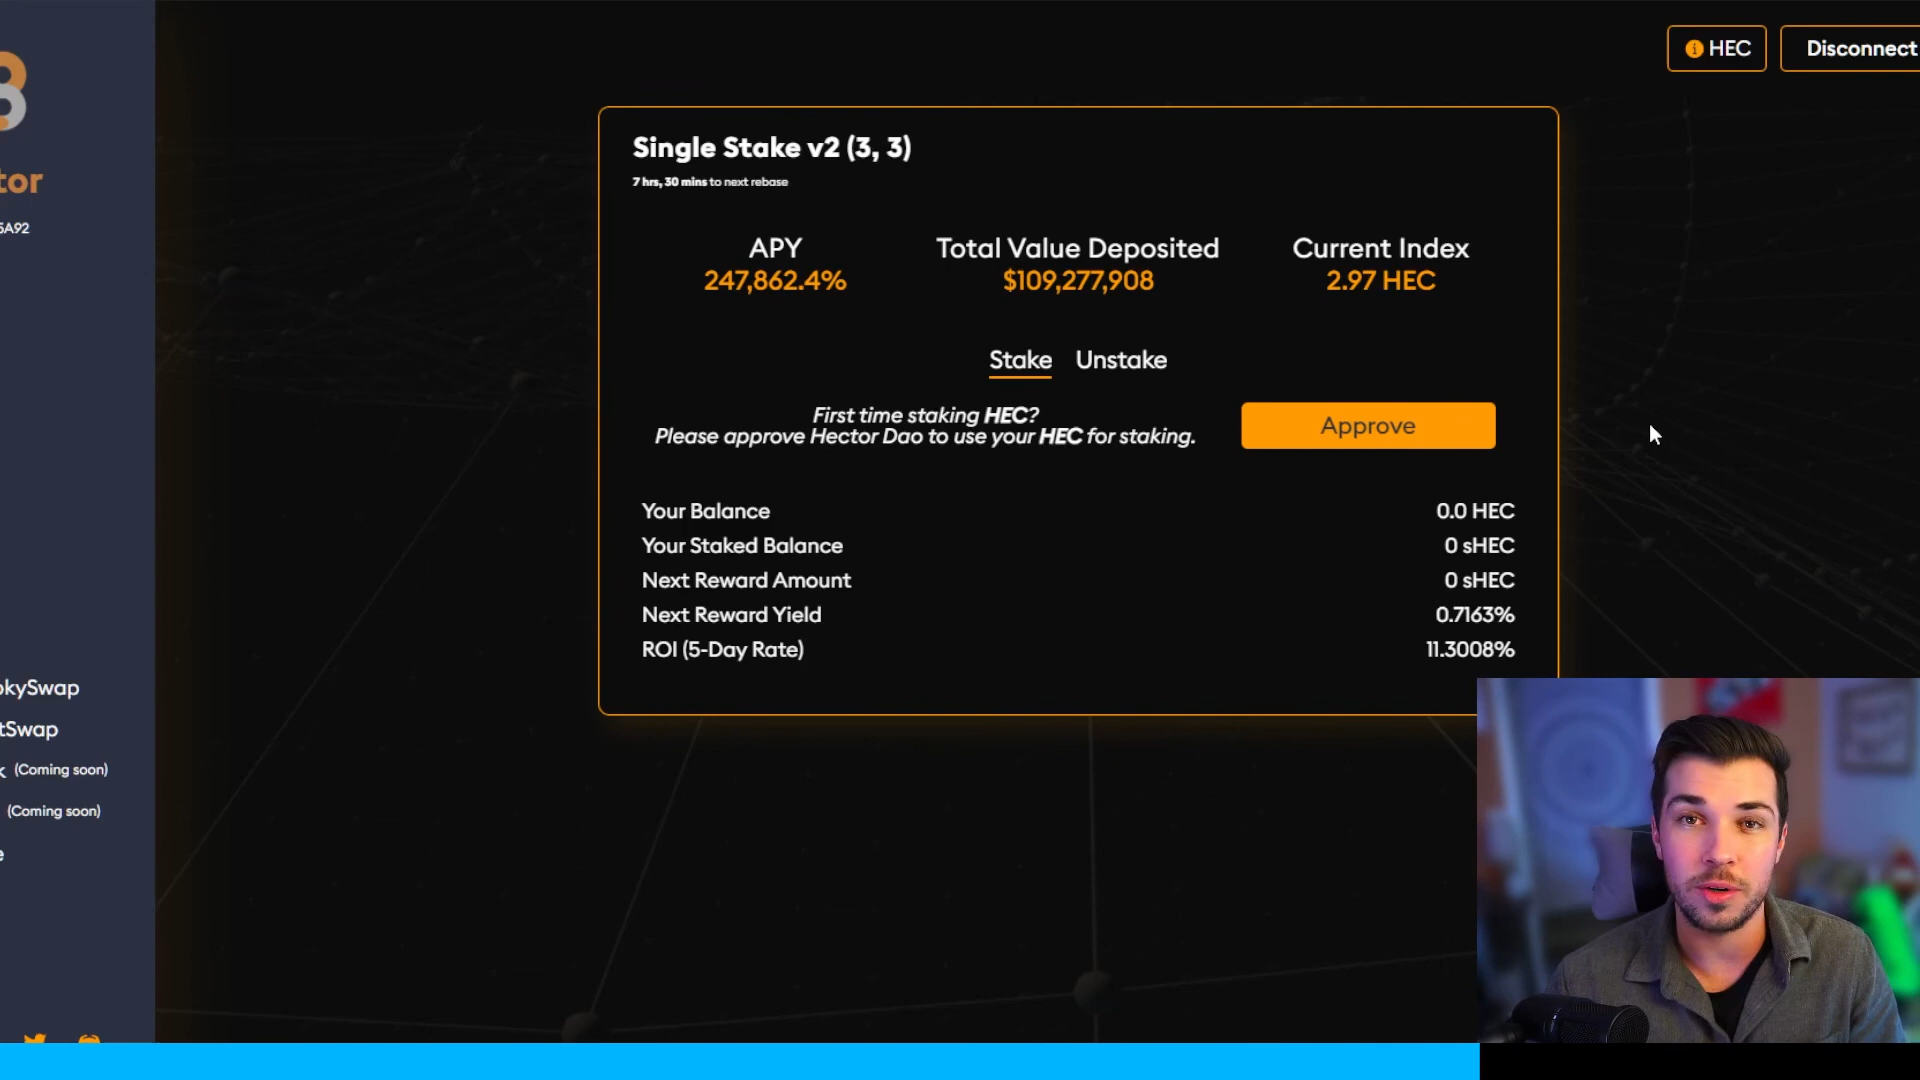 HEC
Disconnect
tor
5A92
Single Stake v2 (3, 3)
7 hrs, 30 mins to next rebase
APY
247,862.4%
Total Value Deposited
$109,277,908
Current Index
2.97 HEC
Stake Unstake
First time staking HEC?
Please approve Hector Dao to use your HEC for staking.
Approve
Your Balance 0.0 HEC
Your Staked Balance 0 sHEC
Next Reward Amount 0 sHEC
Next Reward Yield 0.7163%
ROI (5-Day Rate) 11.3008%
okySwap
tSwap
k (Coming soon)
(Coming soon)
e